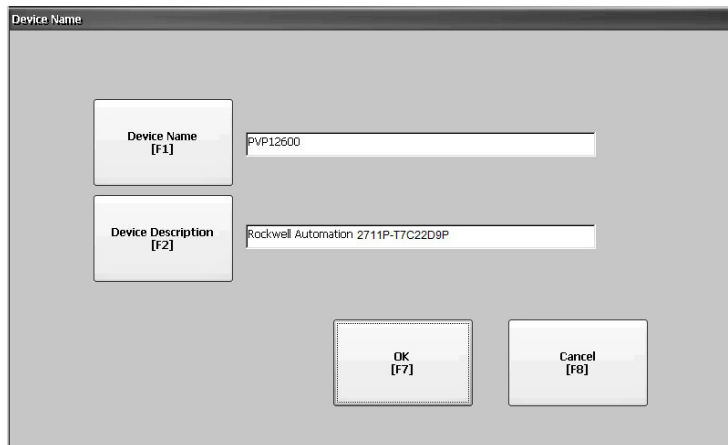 Device Name
Device Name
[F1]
PVP12600
Device Description
[F2]
Rockwell Automation 2711P-T7C22D9P
OK
[F7]
Cancel
[F8]